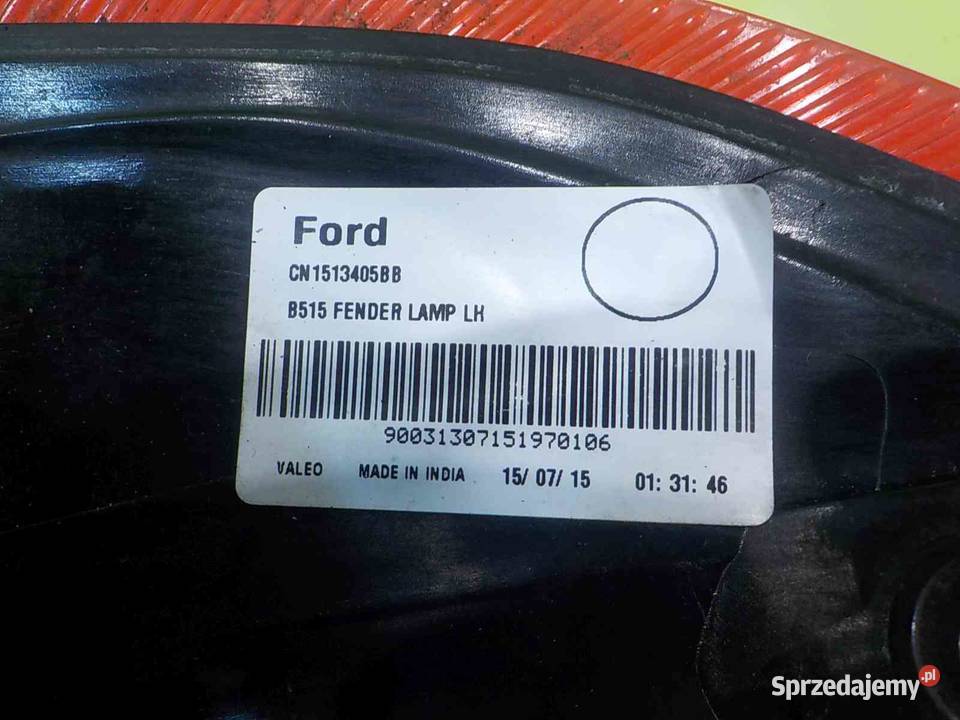 Ford
CN1513405BB
B515 FENDER LAMP LH
90031307151970106
VALEO MADE IN INDIA 15/ 07/ 15 01: 31: 46
Sprzedajemy.pl